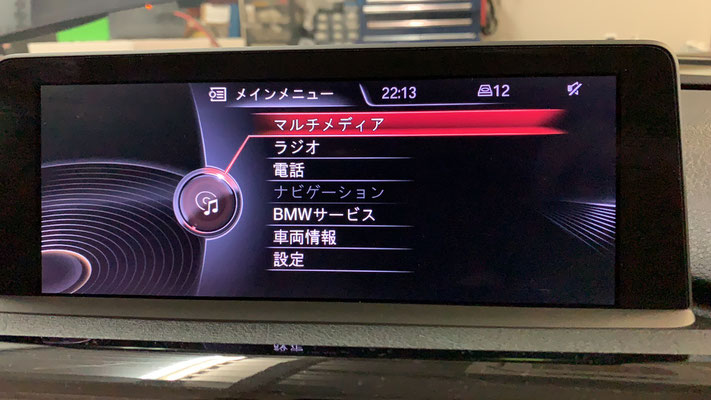 メインメニュー 22:13 12
マルチメディア
ラジオ
電話
ナビゲーション
BMWサービス
車両情報
設定